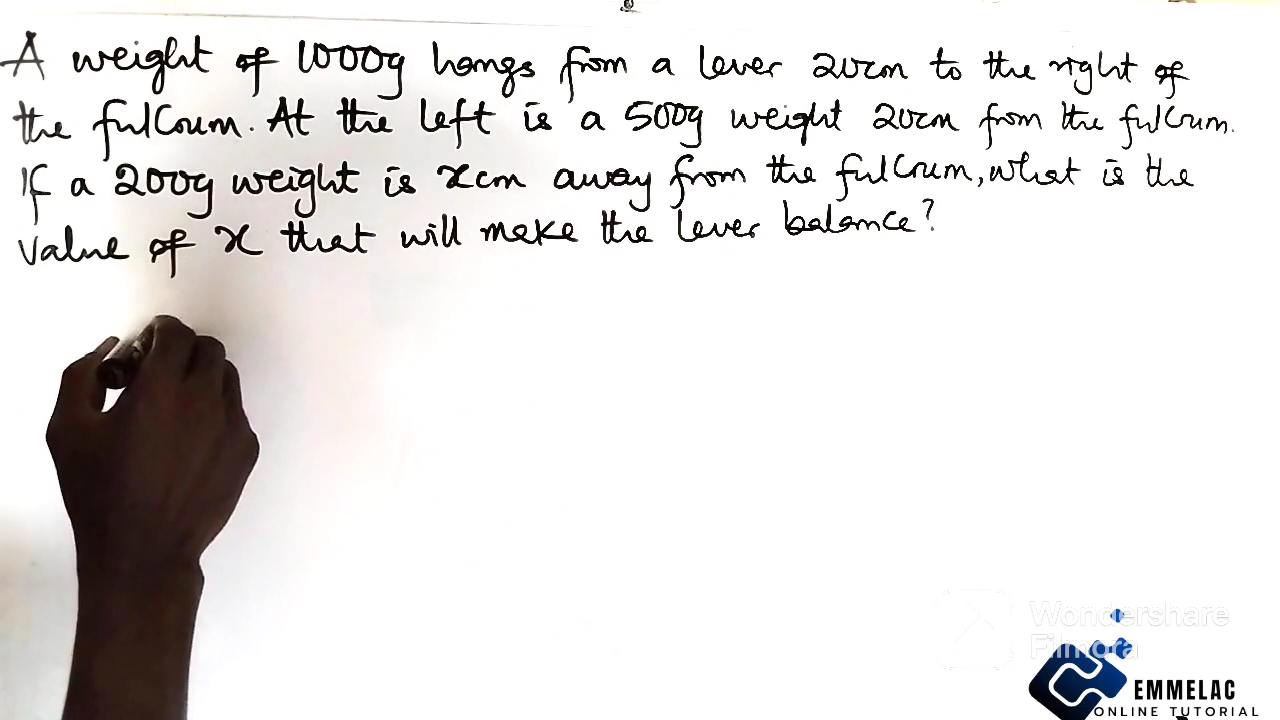 A weight of 1000g hangs from a lever 20cm to the right of
the fulcrum. At the left is a 500g weight 20cm from the fulcrum.
If a 200g weight is xcm away from the fulcrum, what is the
value of x that will make the lever balance?
Wondershare
Filmora
EMMELAC
ONLINE TUTORIAL